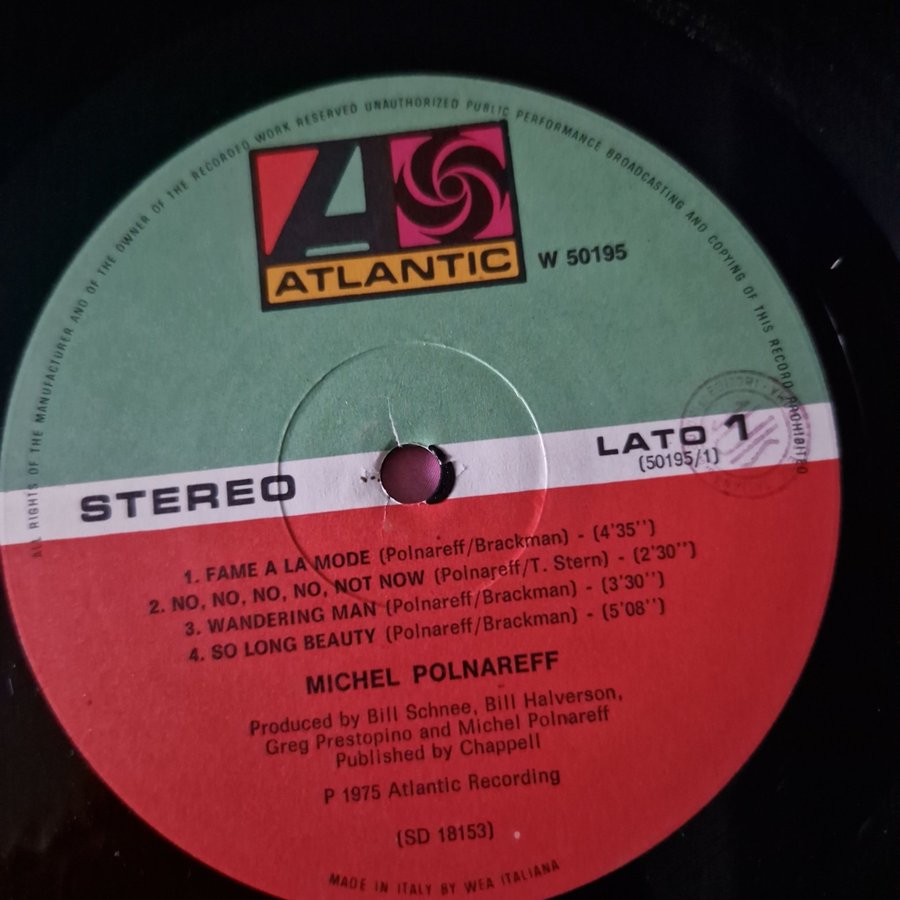 ALL RIGHTS OF THE MANUFACTURER AND OF THE OWNER OF THE RECORDED WORK RESERVED UNAUTHORIZED PUBLIC PERFORMANCE BROADCASTING AND COPYING OF THIS RECORD PROHIBITED
A
ATLANTIC
W 50195
STEREO
LATO 1
(50195/1)
1. FAME A LA MODE (Polnareff/Brackman) - (4'35'')
2. NO, NO, NO, NO, NOT NOW (Polnareff/T. Stern) - (2'30'')
3. WANDERING MAN (Polnareff/Brackman) - (3'30'')
4. SO LONG BEAUTY (Polnareff/Brackman) - (5'08'')
MICHEL POLNAREFF
Produced by Bill Schnee, Bill Halverson,
Greg Prestopino and Michel Polnareff
Published by Chappell
P 1975 Atlantic Recording
(SD 18153)
MADE IN ITALY BY WEA ITALIANA